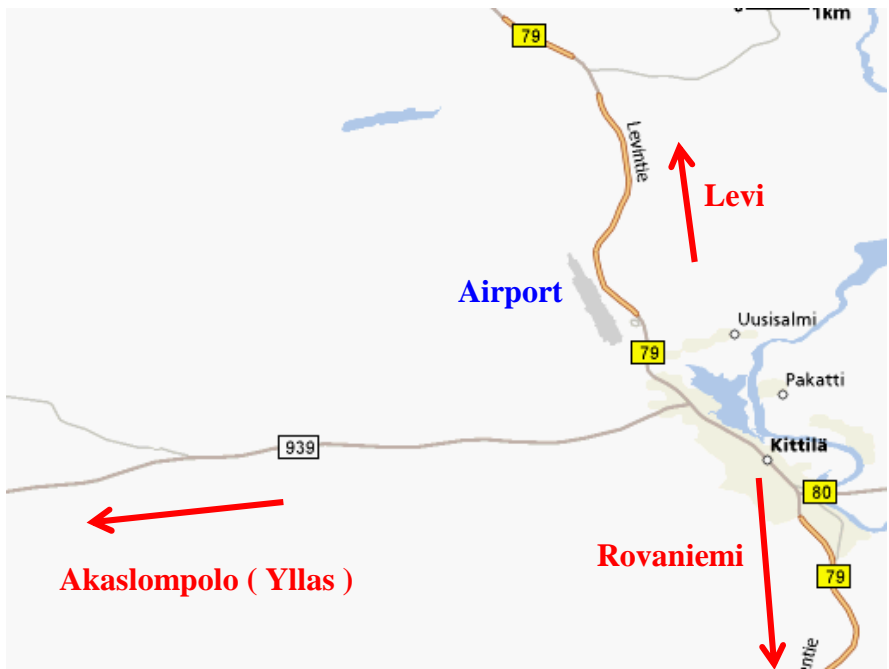 1km
79
Levintie
Levi
Airport
Uusisalmi
79
Pakatti
939
Kittilä
80
Rovaniemi
Akaslompolo ( Yllas )
79